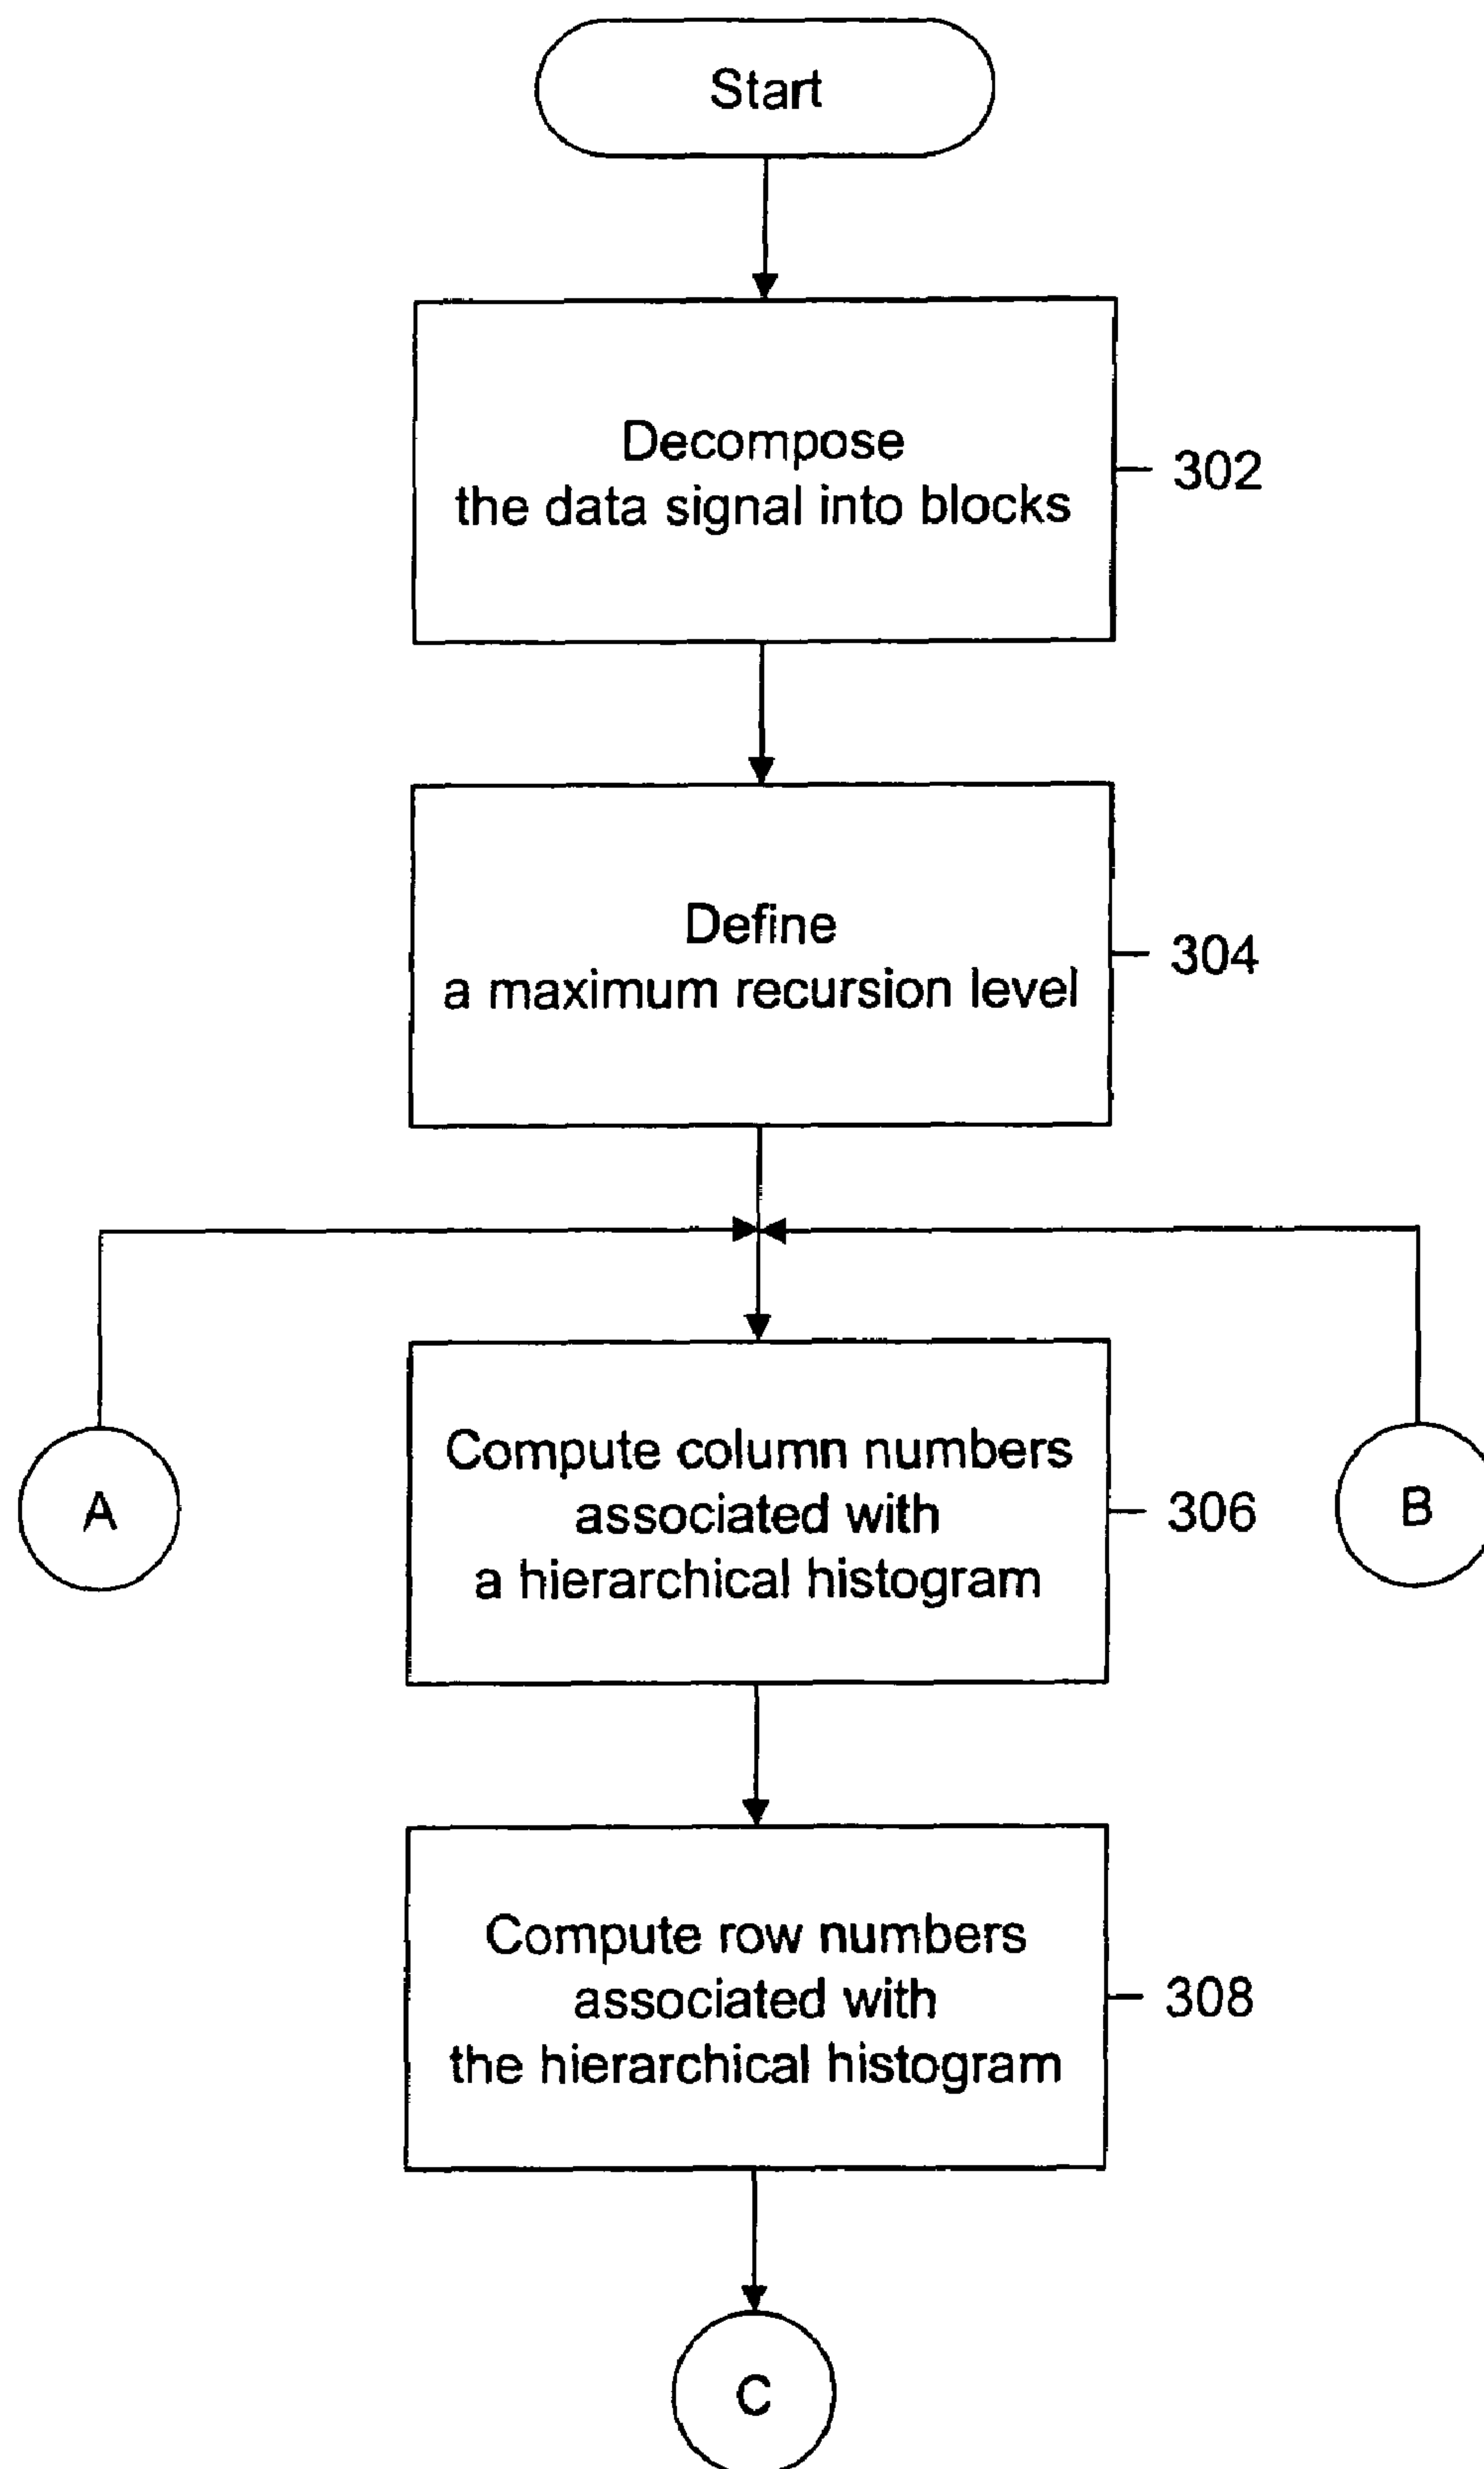 Start
Decompose
the data signal into blocks
302
Define
a maximum recursion level
304
Compute column numbers
associated with
a hierarchical histogram
306
A
B
Compute row numbers
associated with
the hierarchical histogram
308
C